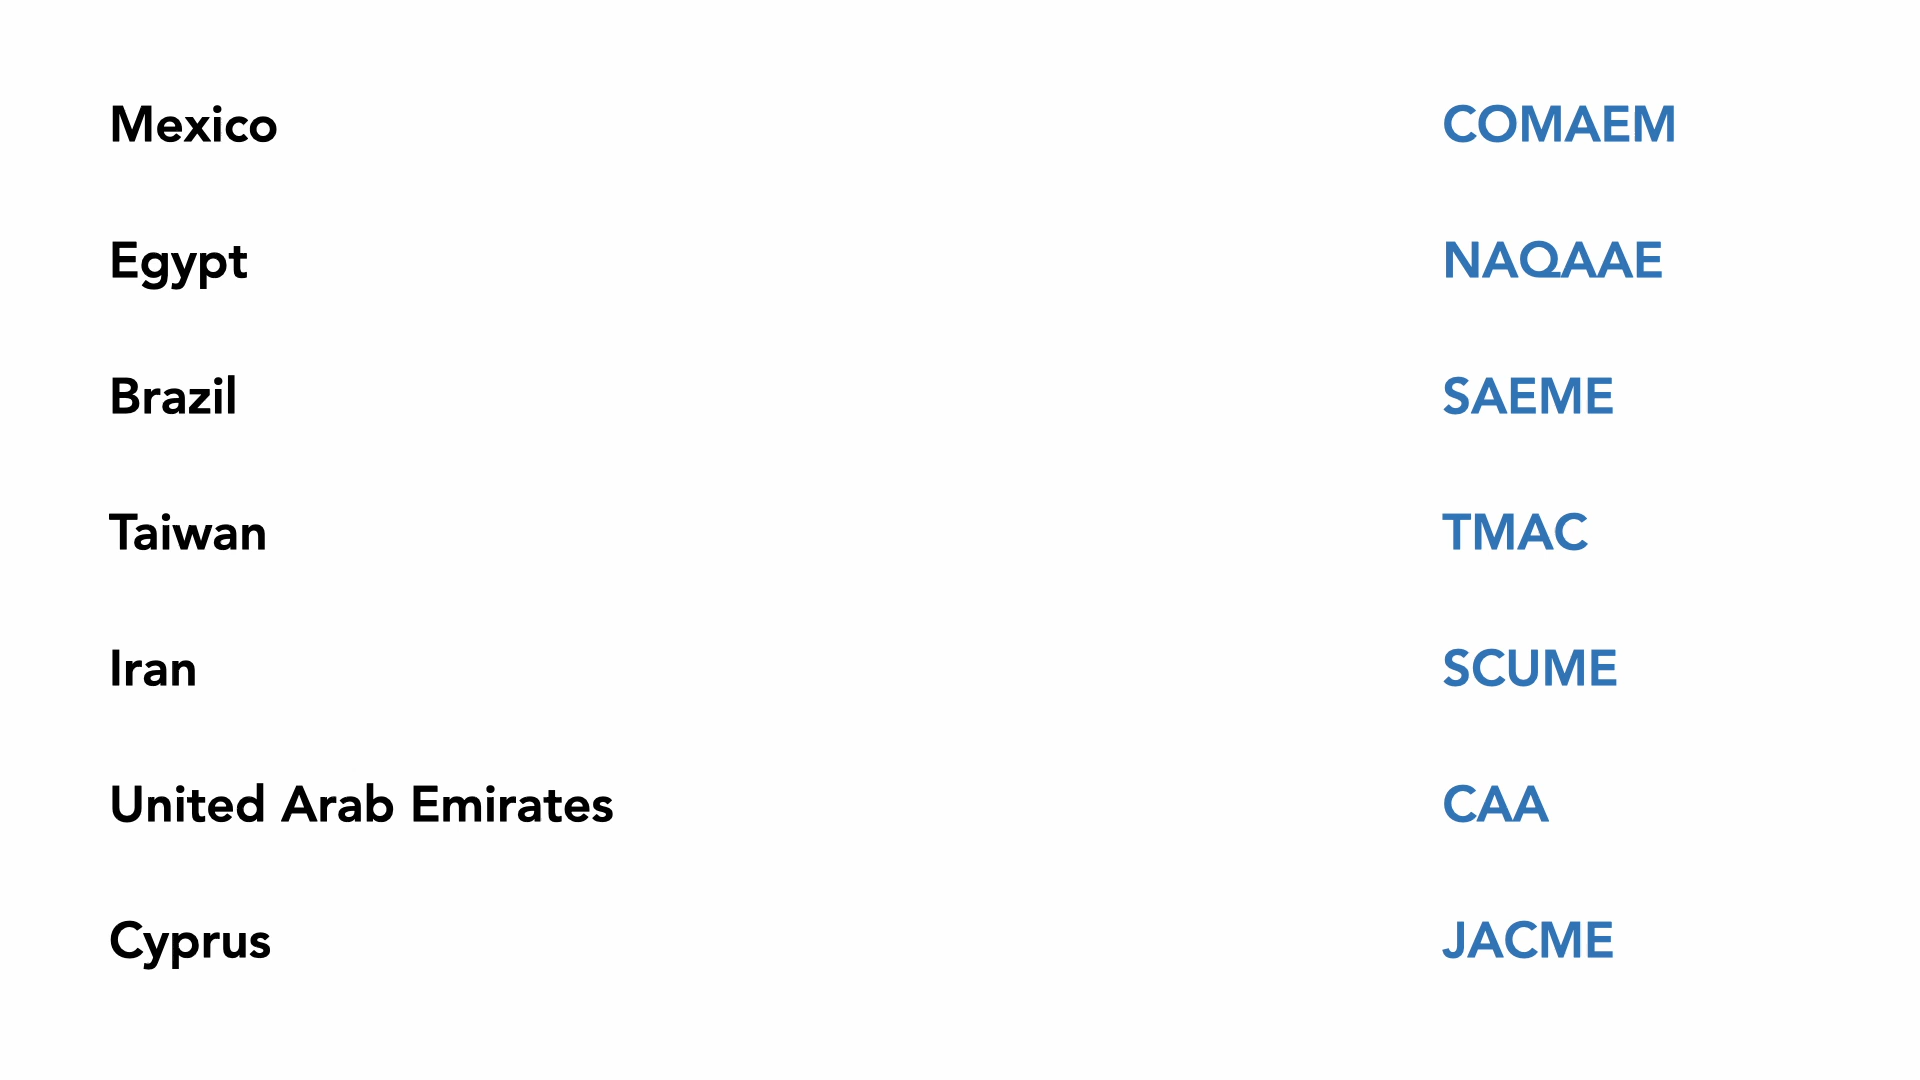 Mexico COMAEM
Egypt NAQAAE
Brazil SAEME
Taiwan TMAC
Iran SCUME
United Arab Emirates CAA
Cyprus JACME